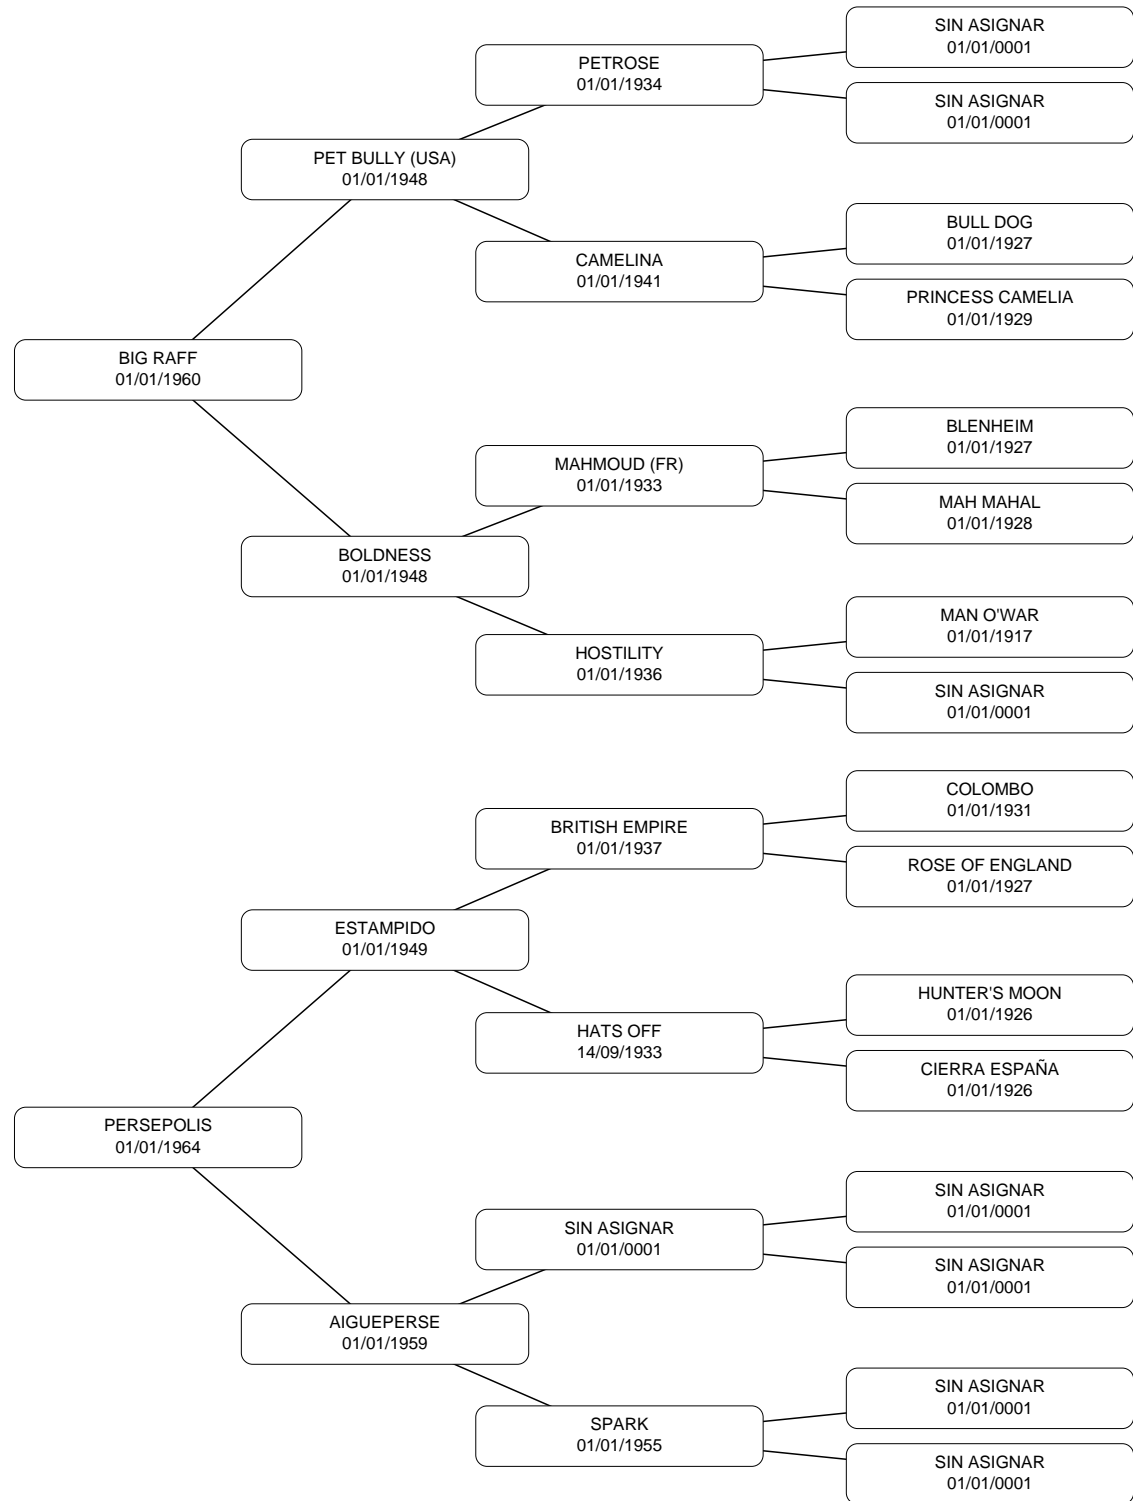 SIN ASIGNAR
01/01/0001
PETROSE
01/01/1934
SIN ASIGNAR
01/01/0001
PET BULLY (USA)
01/01/1948
BULL DOG
01/01/1927
CAMELINA
01/01/1941
PRINCESS CAMELIA
01/01/1929
BIG RAFF
01/01/1960
BLENHEIM
01/01/1927
MAHMOUD (FR)
01/01/1933
MAH MAHAL
01/01/1928
BOLDNESS
01/01/1948
MAN O'WAR
01/01/1917
HOSTILITY
01/01/1936
SIN ASIGNAR
01/01/0001
COLOMBO
01/01/1931
BRITISH EMPIRE
01/01/1937
ROSE OF ENGLAND
01/01/1927
ESTAMPIDO
01/01/1949
HUNTER'S MOON
01/01/1926
HATS OFF
14/09/1933
CIERRA ESPAÑA
01/01/1926
PERSEPOLIS
01/01/1964
SIN ASIGNAR
01/01/0001
SIN ASIGNAR
01/01/0001
SIN ASIGNAR
01/01/0001
AIGUEPERSE
01/01/1959
SIN ASIGNAR
01/01/0001
SPARK
01/01/1955
SIN ASIGNAR
01/01/0001